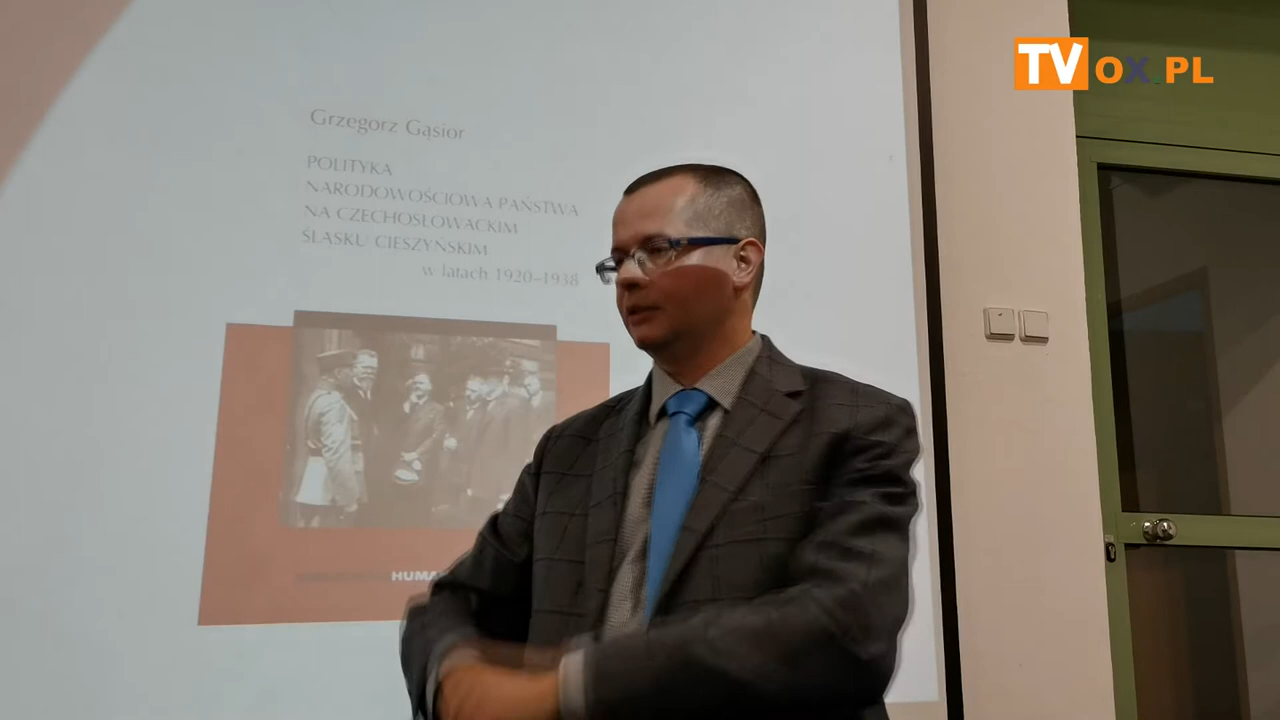 TVOX.PL
Grzegorz Gąsior
POLITYKA
NARODOWOŚCIOWA PAŃSTWA
NA CZECHOSŁOWACKIM
ŚLĄSKU CIESZYŃSKIM
w latach 1920–1938